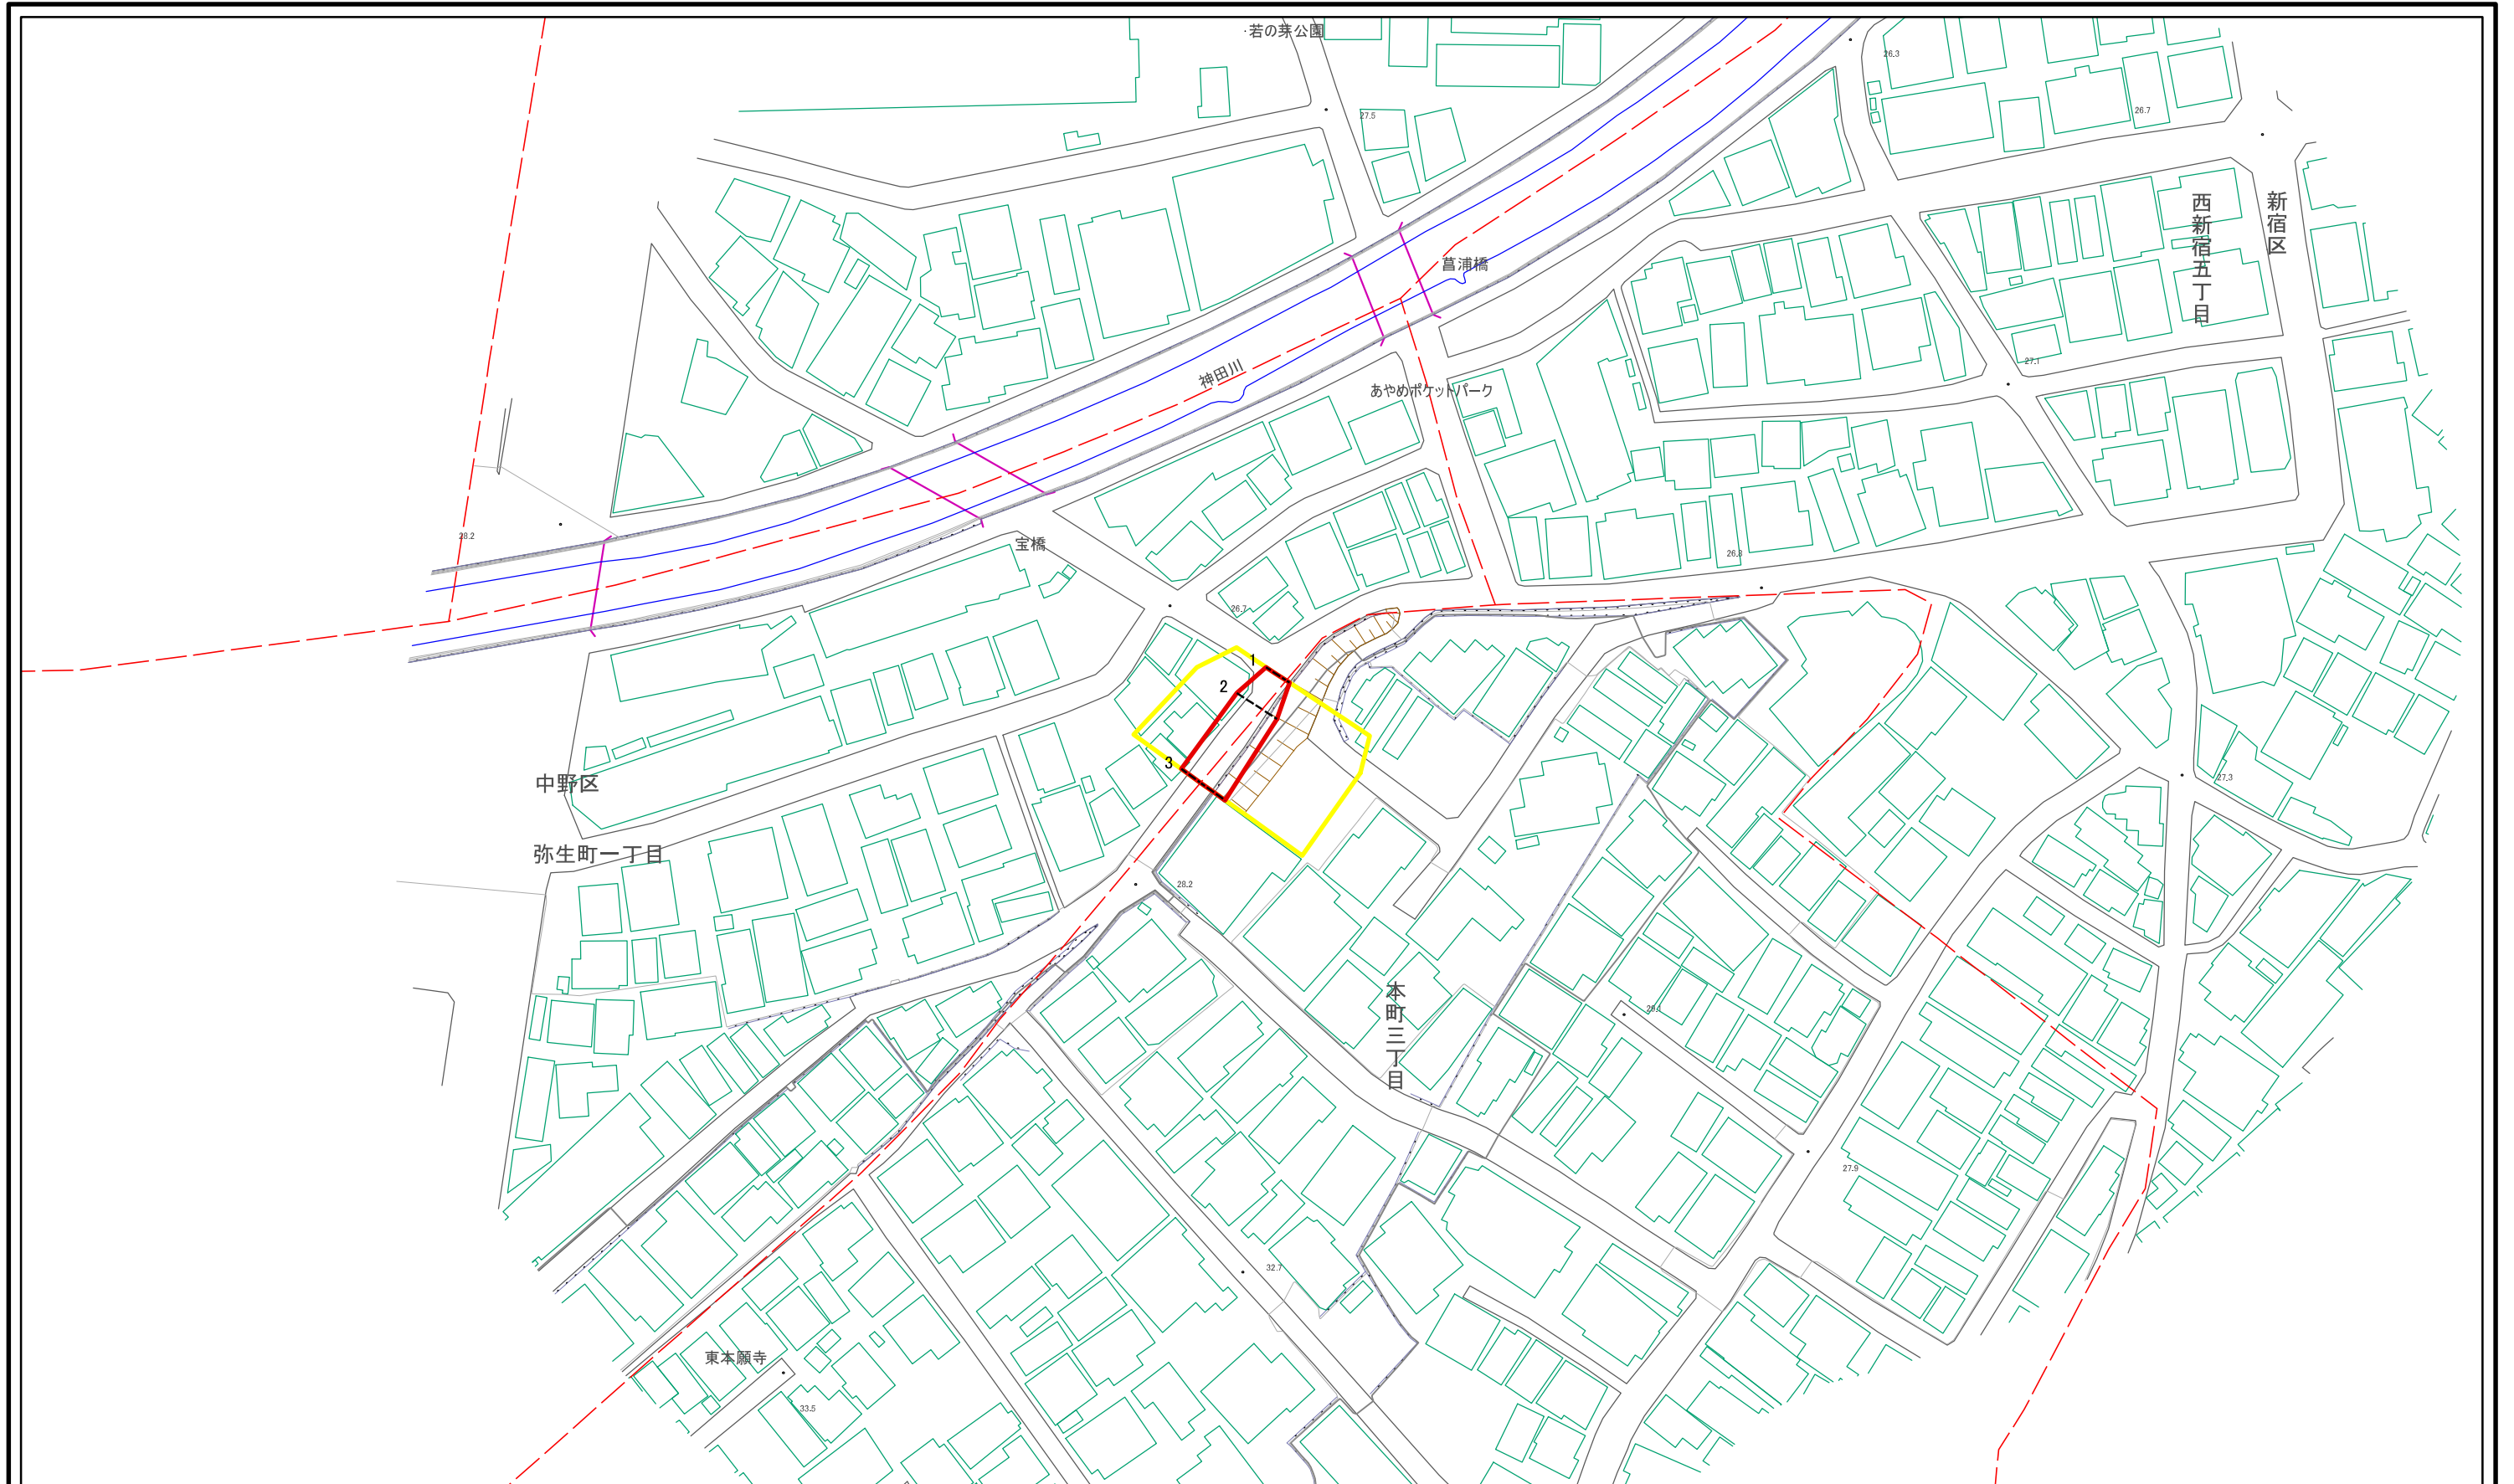 若の芽公園
26.3
27.5
26.7
西新宿五丁目
新宿区
菖浦橋
神田川
27.1
あやめポケットパーク
28.2
宝橋
26.8
26.7
1
2
3
中野区
27.3
弥生町一丁目
28.2
本町三丁目
29.1
27.9
32.7
東本願寺
33.5